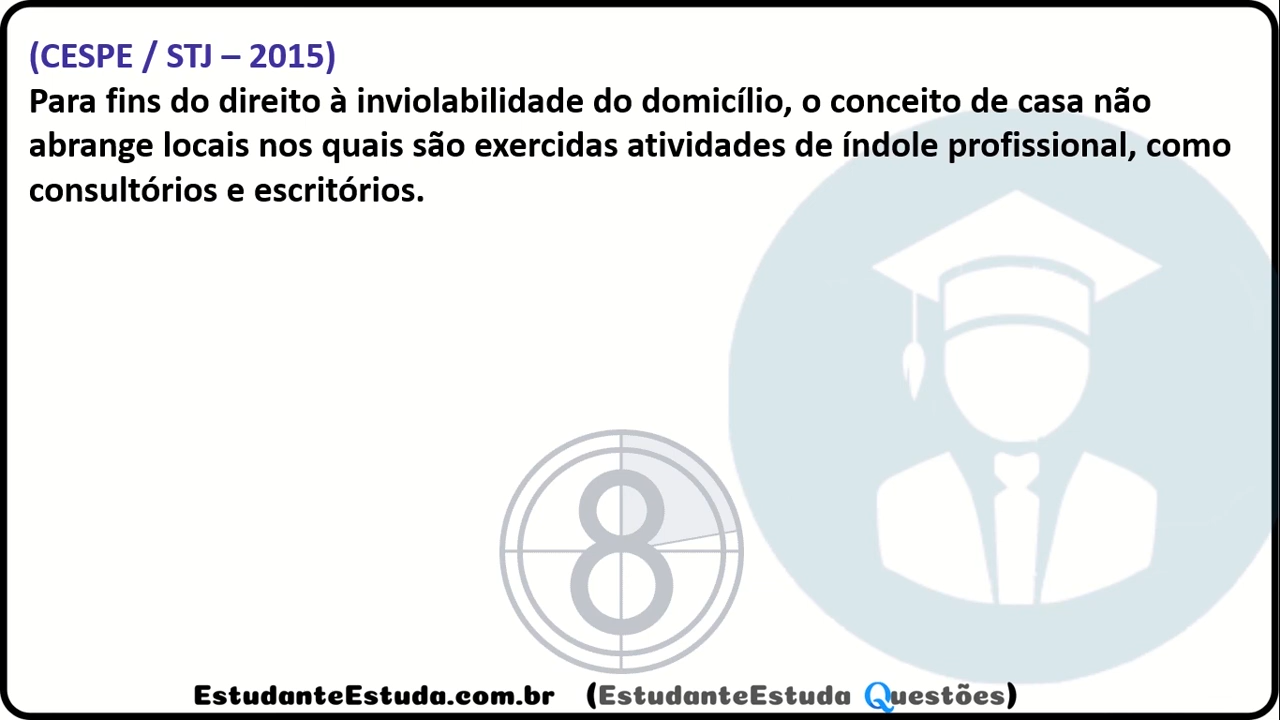 (CESPE / STJ – 2015)
Para fins do direito à inviolabilidade do domicílio, o conceito de casa não
abrange locais nos quais são exercidas atividades de índole profissional, como
consultórios e escritórios.
8
EstudanteEstuda.com.br (EstudanteEstuda Questões)